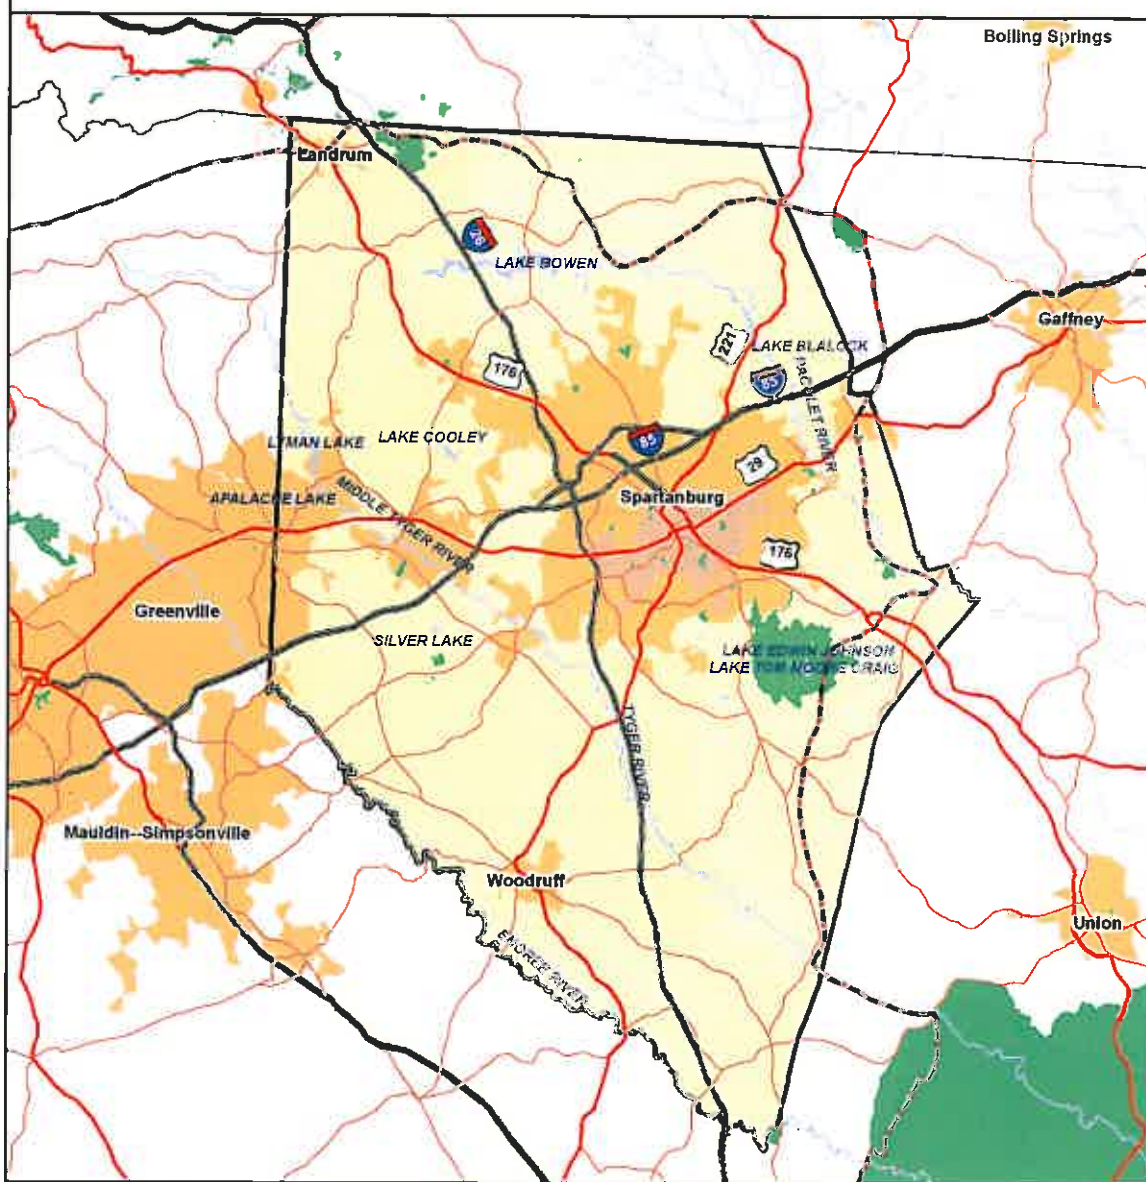 Boiling Springs
Landrum
26
LAKE BOWEN
Gaffney
221
LAKE BLALOCK
176
85
PACOLET RIVER
LYMAN LAKE
LAKE COOLEY
85
29
APALACHE LAKE
MIDDLE TYGER RIVER
Spartanburg
176
Greenville
SILVER LAKE
LAKE EDWIN JOHNSON
LAKE TOM MOORE CRAIG
TYGER RIVER
Mauldin--Simpsonville
Woodruff
Union
ENOREE RIVER